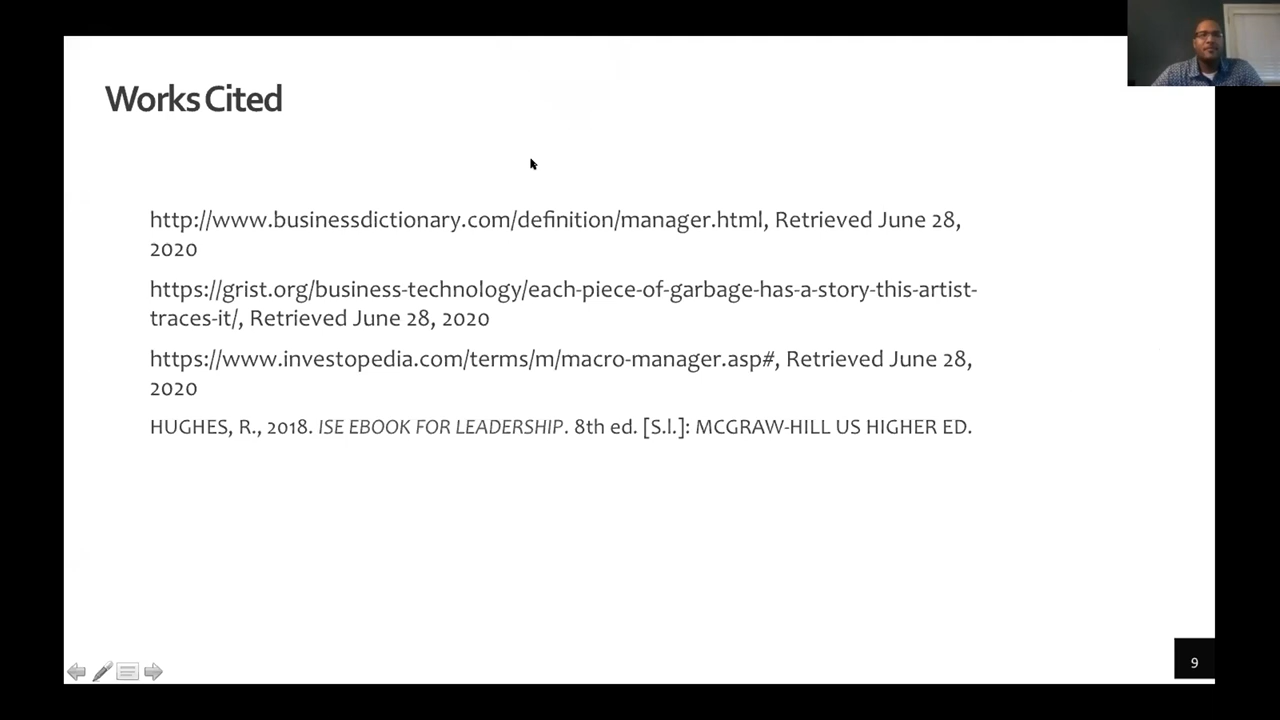 Works Cited
http://www.businessdictionary.com/definition/manager.html, Retrieved June 28,
2020
https://grist.org/business-technology/each-piece-of-garbage-has-a-story-this-artist-
traces-it/, Retrieved June 28, 2020
https://www.investopedia.com/terms/m/macro-manager.asp#, Retrieved June 28,
2020
HUGHES, R., 2018. ISE EBOOK FOR LEADERSHIP. 8th ed. [S.l.]: MCGRAW-HILL US HIGHER ED.
9